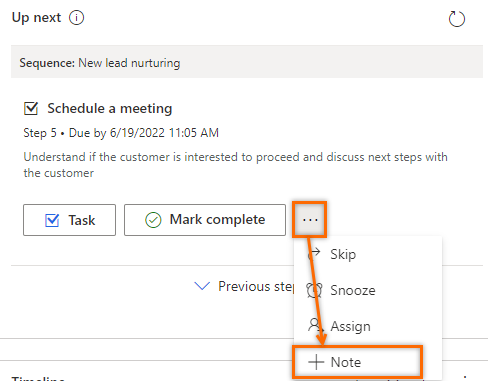 Up next
Sequence: New lead nurturing
Schedule a meeting
Step 5 • Due by 6/19/2022 11:05 AM
Understand if the customer is interested to proceed and discuss next steps with
the customer
Task
Mark complete
Skip
Previous step
Snooze
Assign
Note
Timeline